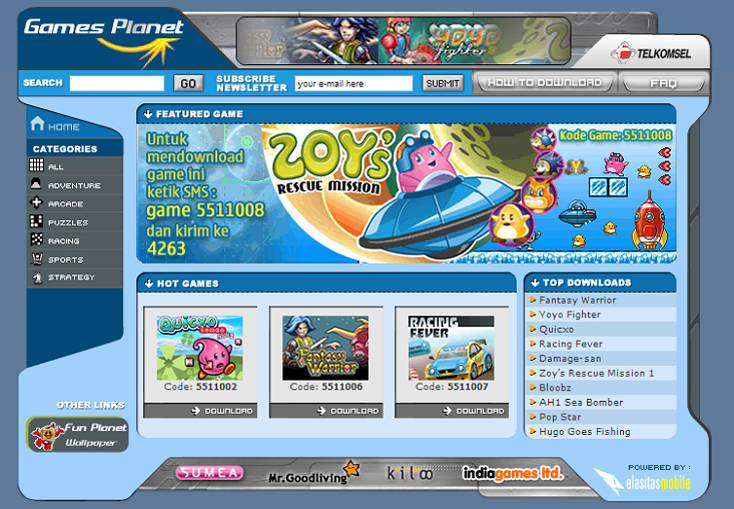 Games Planet
YOYO
fighter
TELKOMSEL
SEARCH
GO
SUBSCRIBE
NEWSLETTER
your e-mail here
SUBMIT
HOW TO DOWNLOAD
FAQ
HOME
CATEGORIES
ALL
ADVENTURE
ARCADE
PUZZLES
RACING
SPORTS
STRATEGY
FEATURED GAME
Untuk
mendownload
game ini
ketik SMS :
game 5511008
dan kirim ke
4263
ZOY's
RESCUE MISSION
Kode Game: 5511008
HOT GAMES
QUICXO
Code: 5511002
DOWNLOAD
Fantasy
Warrior
Code: 5511006
DOWNLOAD
RACING
FEVER
Code: 5511007
DOWNLOAD
TOP DOWNLOADS
Fantasy Warrior
Yoyo Fighter
Quicxo
Racing Fever
Damage-san
Zoy's Rescue Mission 1
Bloobz
AH1 Sea Bomber
Pop Star
Hugo Goes Fishing
OTHER LINKS
Fun Planet
Wallpaper
SUMEA
Mr.Goodliving
kiloo
indiagames ltd.
POWERED BY :
elasitasmobile